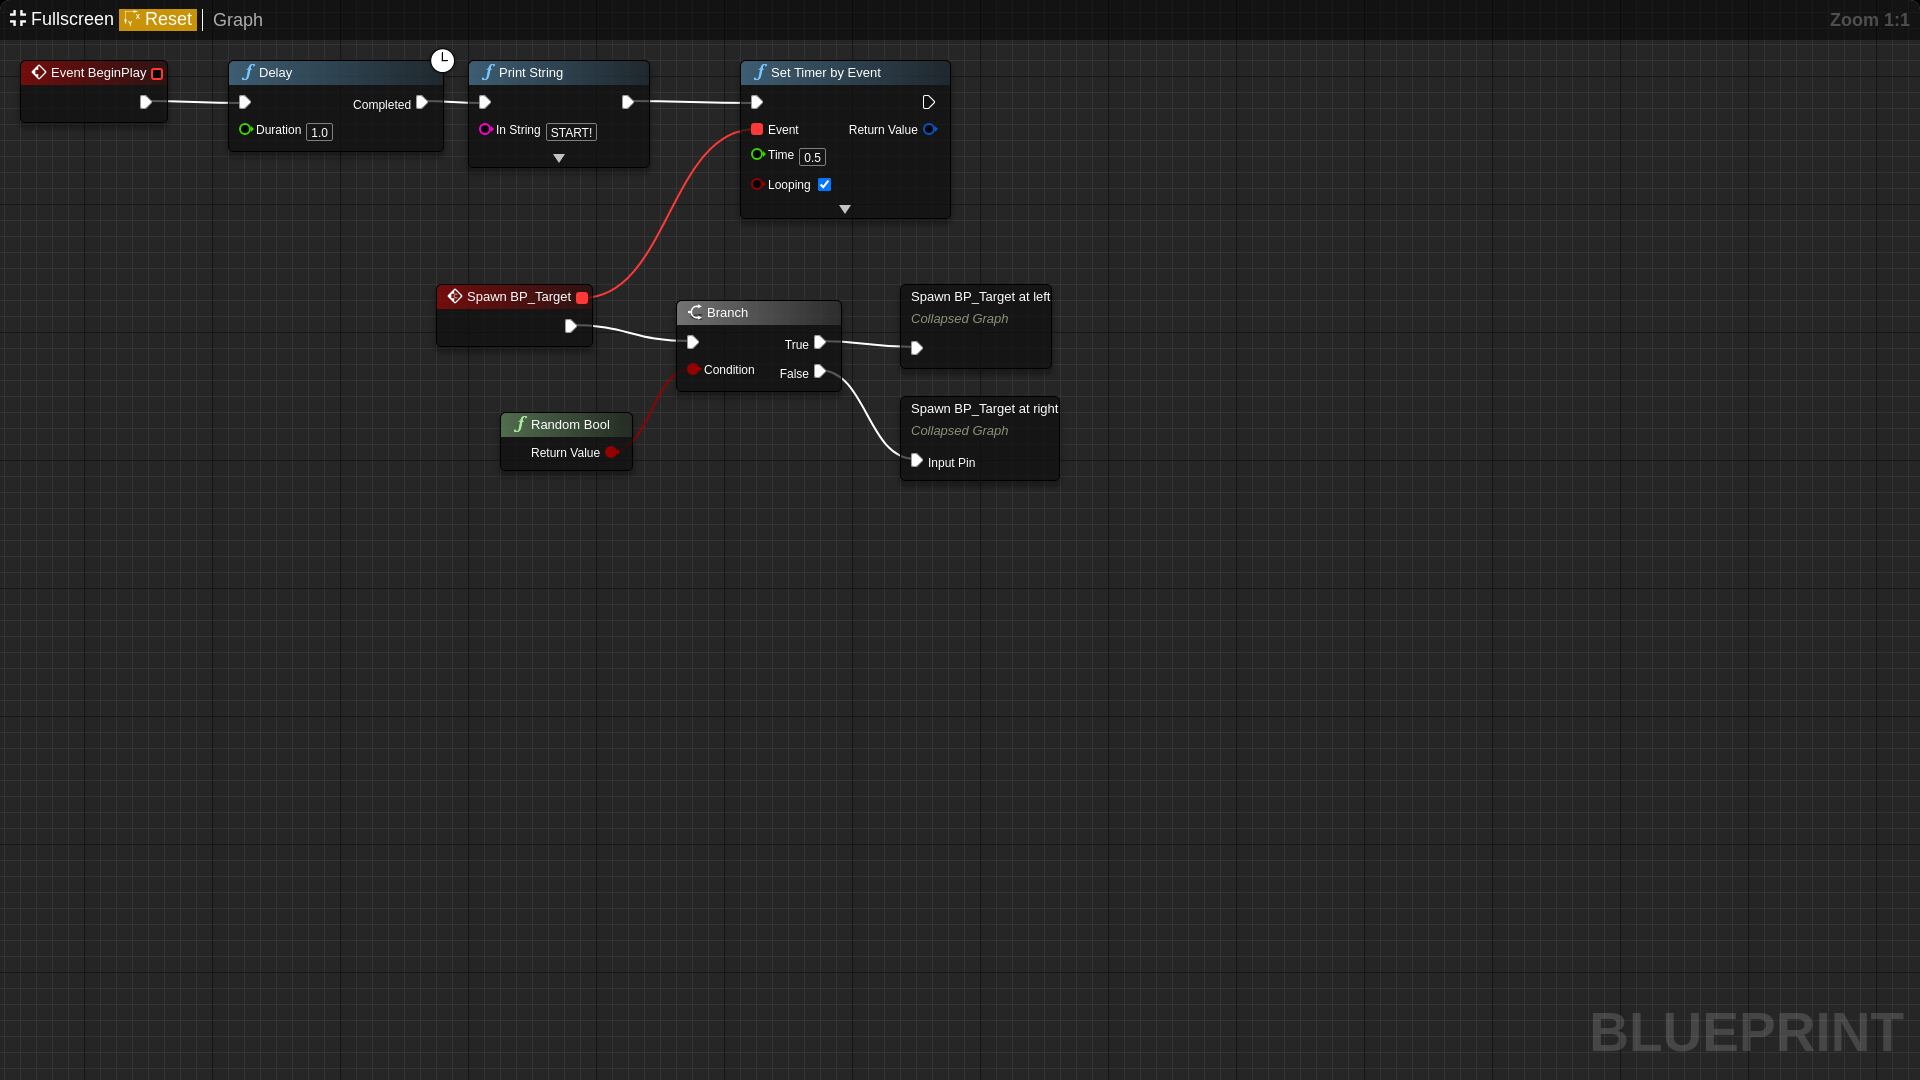 Fullscreen Reset Graph Zoom 1:1
Event BeginPlay
Delay
Completed
Duration 1.0
Print String
In String START!
Set Timer by Event
Event Return Value
Time 0.5
Looping
Spawn BP_Target
Branch
True
Condition False
Random Bool
Return Value
Spawn BP_Target at left
Collapsed Graph
Spawn BP_Target at right
Collapsed Graph
Input Pin
BLUEPRINT